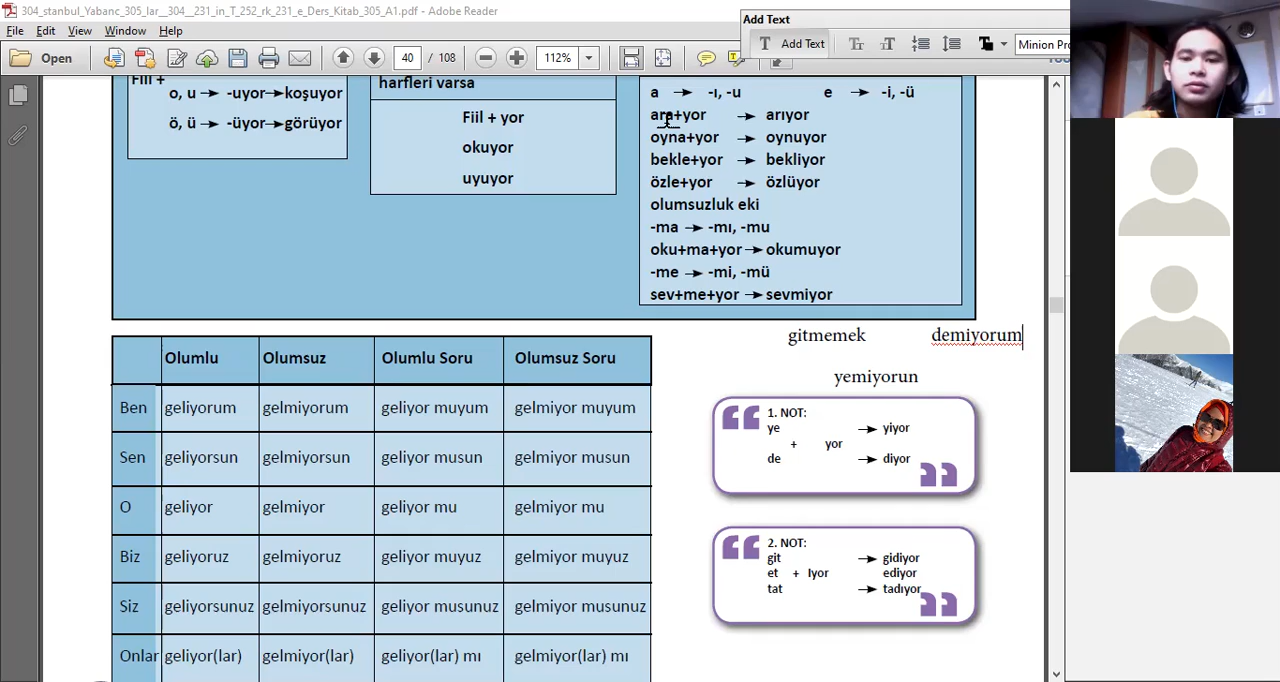 304_stanbul_Yabanc_305_lar__304__231_in_T_252_rk_231_e_Ders_Kitab_305_A1.pdf - Adobe Reader
File Edit View Window Help
Open 40 / 108 112%
Add Text
Add Text Minion Pro
Fiil +
o, u -uyor koşuyor
ö, ü -üyor görüyor
harfleri varsa
Fiil + yor
okuyor
uyuyor
a -ı, -u e -i, -ü
ara+yor arıyor
oyna+yor oynuyor
bekle+yor bekliyor
özle+yor özlüyor
olumsuzluk eki
-ma -mı, -mu
oku+ma+yor okumuyor
-me -mi, -mü
sev+me+yor sevmiyor
gitmemek demiyorum
yemiyorun
Olumlu Olumsuz Olumlu Soru Olumsuz Soru
Ben geliyorum gelmiyorum geliyor muyum gelmiyor muyum
Sen geliyorsun gelmiyorsun geliyor musun gelmiyor musun
O geliyor gelmiyor geliyor mu gelmiyor mu
Biz geliyoruz gelmiyoruz geliyor muyuz gelmiyor muyuz
Siz geliyorsunuz gelmiyorsunuz geliyor musunuz gelmiyor musunuz
Onlar geliyor(lar) gelmiyor(lar) geliyor(lar) mı gelmiyor(lar) mı
1. NOT:
ye yiyor
+ yor
de diyor
2. NOT:
git gidiyor
et + Iyor ediyor
tat tadıyor